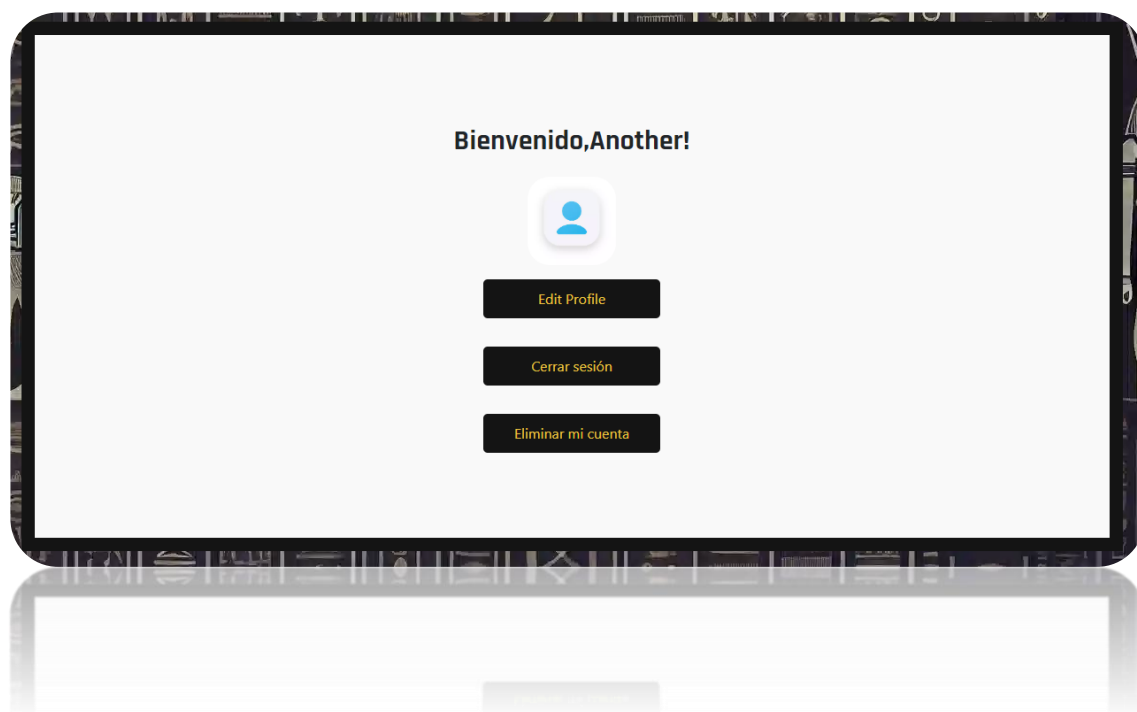 Bienvenido,Another!
Edit Profile
Cerrar sesión
Eliminar mi cuenta